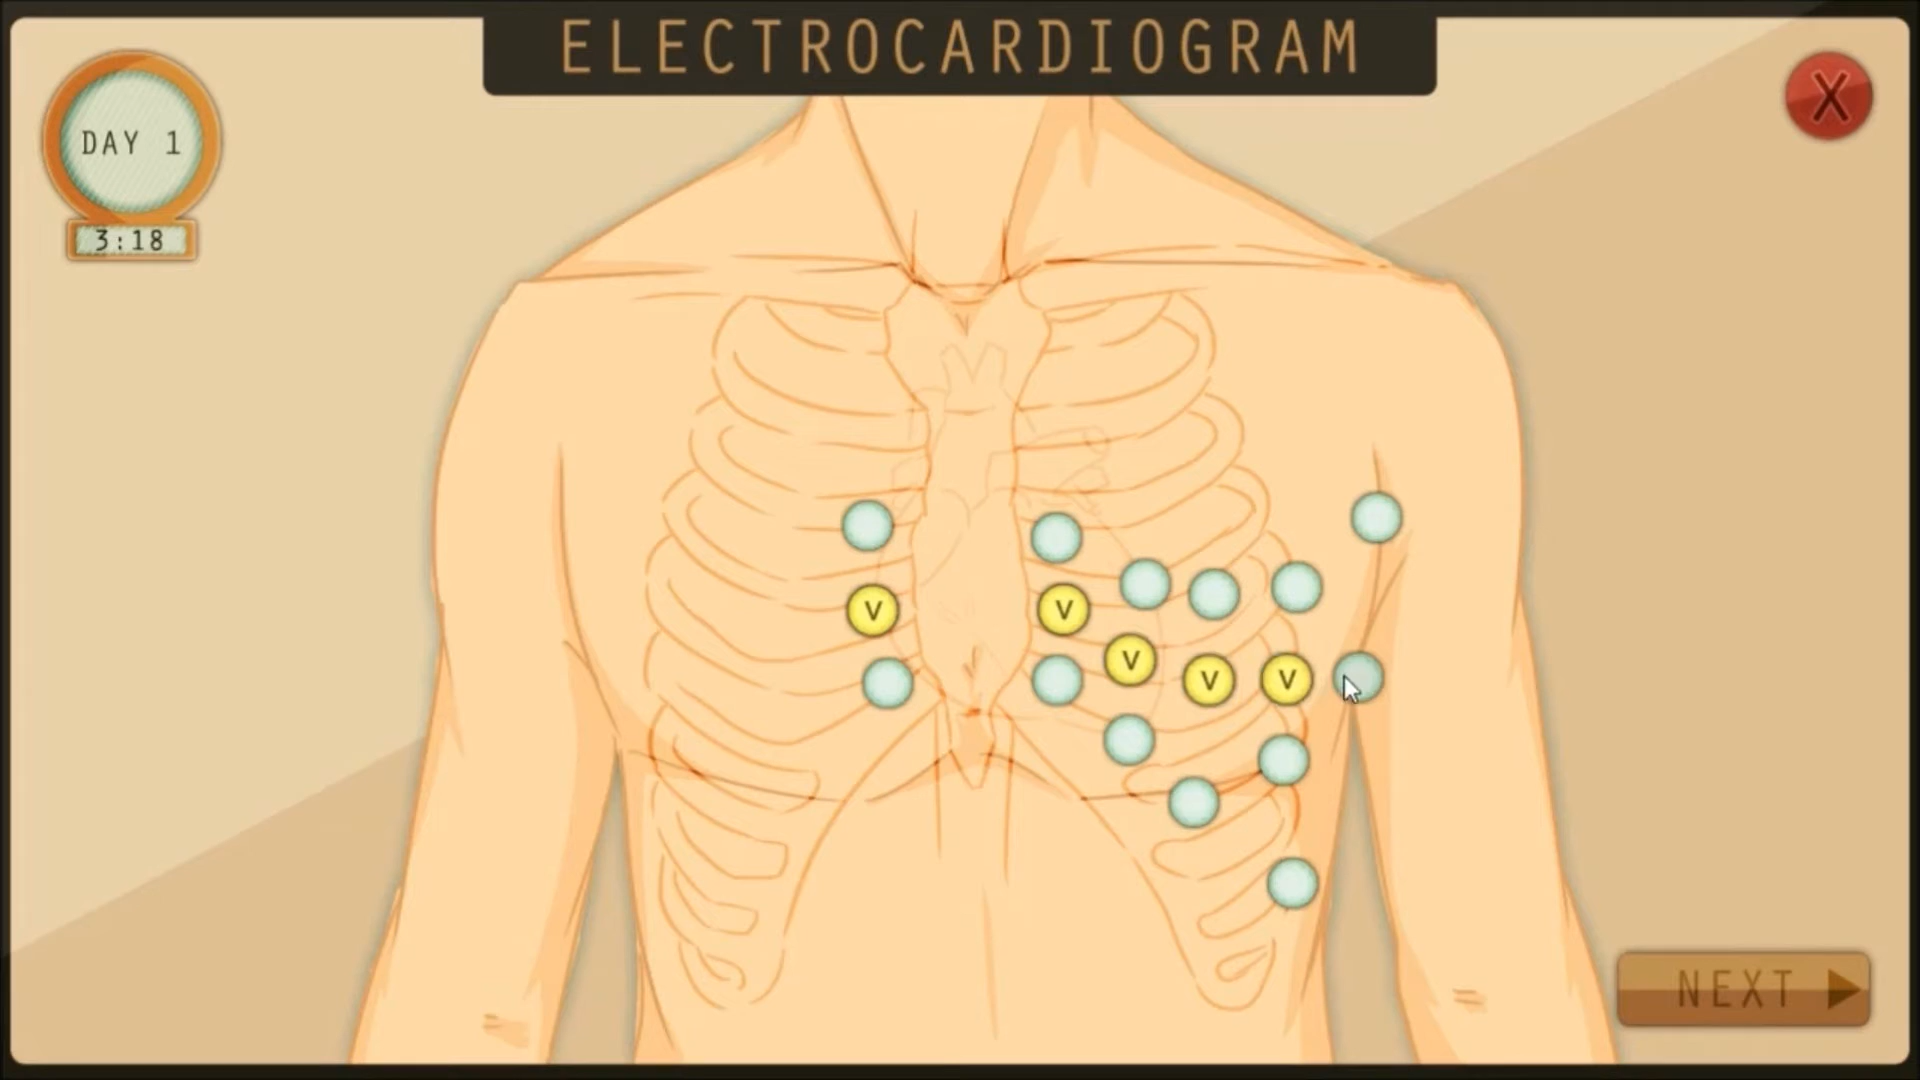 ELECTROCARDIOGRAM
DAY 1
3:18
X
V V
V
V V
NEXT